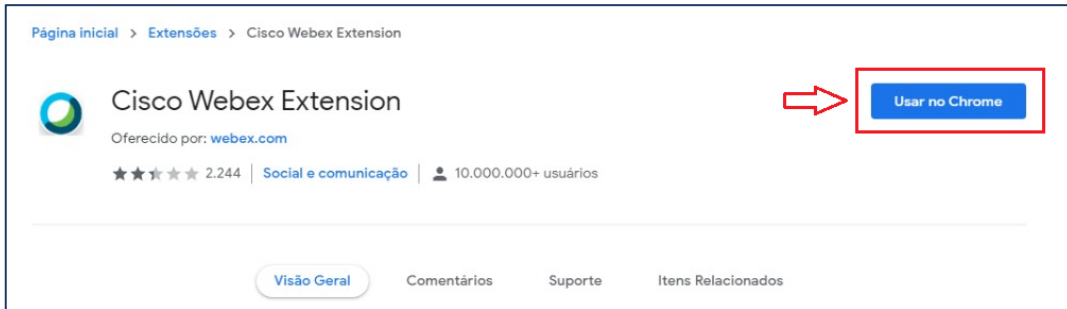 Página inicial > Extensões > Cisco Webex Extension
Cisco Webex Extension
Usar no Chrome
Oferecido por: webex.com
2.244 | Social e comunicação | 10.000.000+ usuários
Visão Geral Comentários Suporte Itens Relacionados